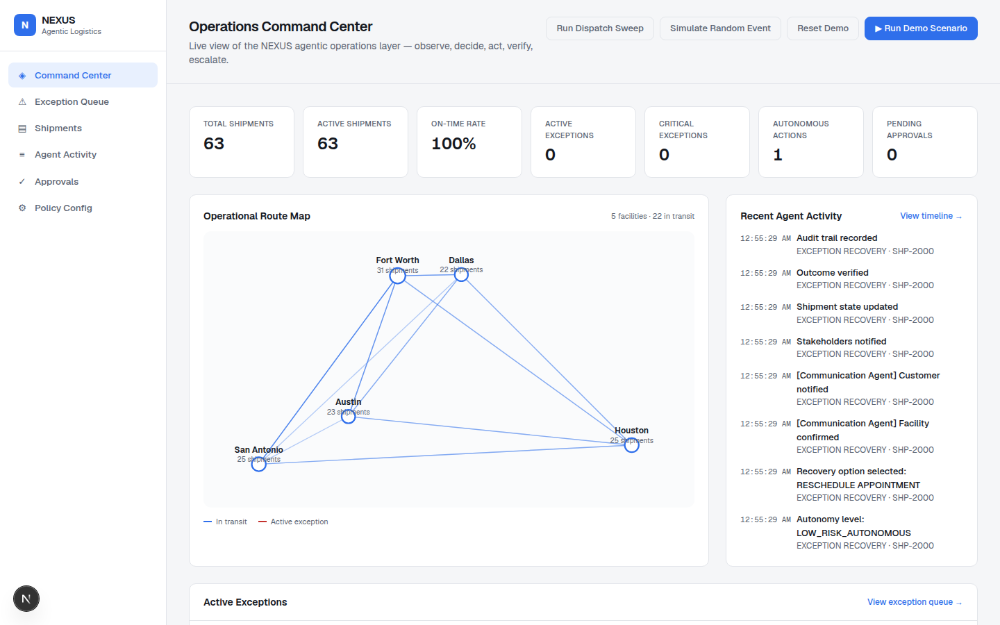 N
NEXUS
Agentic Logistics
Command Center
Exception Queue
Shipments
Agent Activity
Approvals
Policy Config
Operations Command Center
Live view of the NEXUS agentic operations layer — observe, decide, act, verify,
escalate.
Run Dispatch Sweep
Simulate Random Event
Reset Demo
▶ Run Demo Scenario
TOTAL SHIPMENTS
63
ACTIVE SHIPMENTS
63
ON-TIME RATE
100%
ACTIVE
EXCEPTIONS
0
CRITICAL
EXCEPTIONS
0
AUTONOMOUS
ACTIONS
1
PENDING
APPROVALS
0
Operational Route Map
5 facilities · 22 in transit
Fort Worth
31 shipments
Dallas
22 shipments
Austin
23 shipments
Houston
25 shipments
San Antonio
25 shipments
In transit
Active exception
Recent Agent Activity
View timeline →
12:55:29 AM Audit trail recorded
EXCEPTION RECOVERY · SHP-2000
12:55:29 AM Outcome verified
EXCEPTION RECOVERY · SHP-2000
12:55:29 AM Shipment state updated
EXCEPTION RECOVERY · SHP-2000
12:55:29 AM Stakeholders notified
EXCEPTION RECOVERY · SHP-2000
12:55:29 AM [Communication Agent] Customer
notified
EXCEPTION RECOVERY · SHP-2000
12:55:29 AM [Communication Agent] Facility
confirmed
EXCEPTION RECOVERY · SHP-2000
12:55:29 AM Recovery option selected:
RESCHEDULE APPOINTMENT
EXCEPTION RECOVERY · SHP-2000
12:55:29 AM Autonomy level:
LOW_RISK_AUTONOMOUS
EXCEPTION RECOVERY · SHP-2000
Active Exceptions
View exception queue →
N